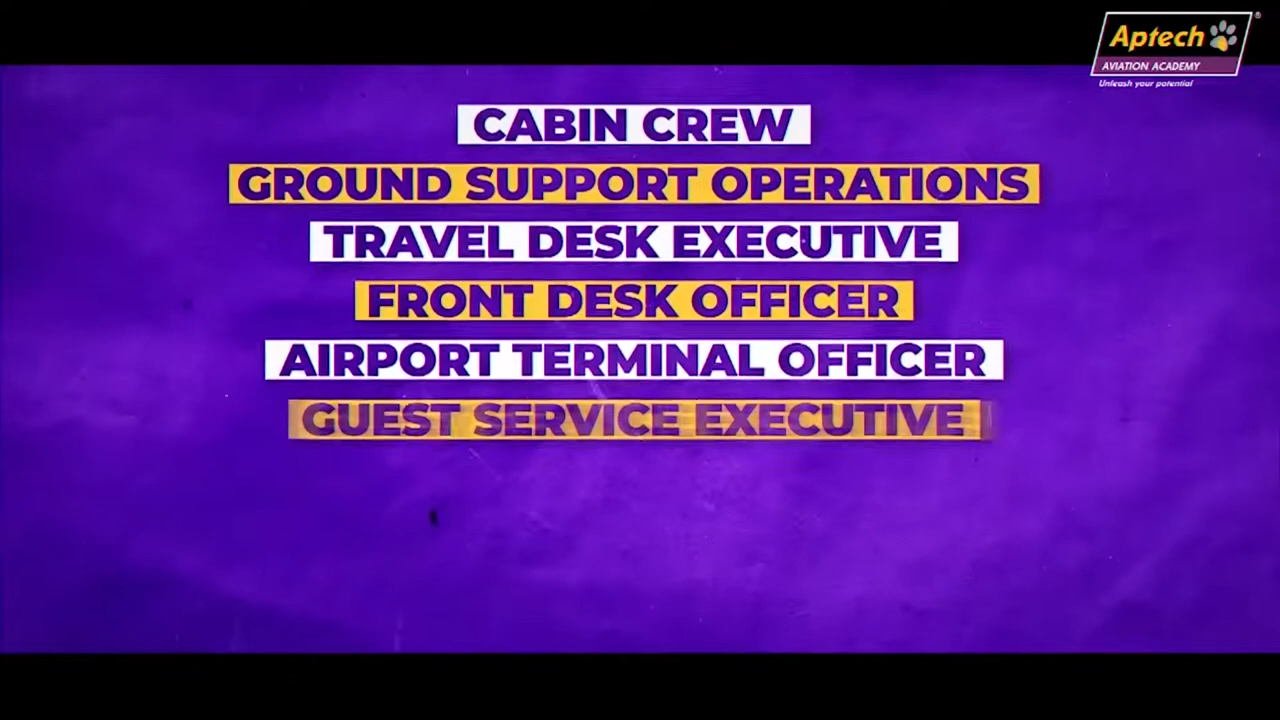 Aptech
AVIATION ACADEMY
Unleash your potential
CABIN CREW
GROUND SUPPORT OPERATIONS
TRAVEL DESK EXECUTIVE
FRONT DESK OFFICER
AIRPORT TERMINAL OFFICER
GUEST SERVICE EXECUTIVE